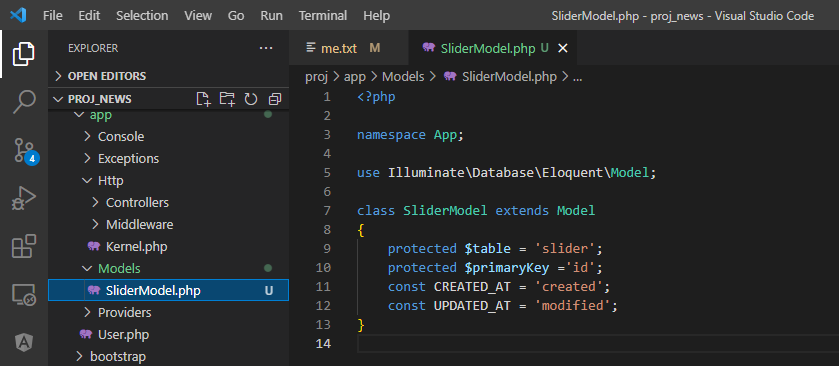 File Edit Selection View Go Run Terminal Help SliderModel.php - proj_news - Visual Studio Code
EXPLORER ...
OPEN EDITORS
PROJ_NEWS
app
Console
Exceptions
Http
Controllers
Middleware
Kernel.php
Models
SliderModel.php U
Providers
User.php
bootstrap
4
me.txt M
SliderModel.php U
proj > app > Models > SliderModel.php > ...
1 <?php
2
3 namespace App;
4
5 use Illuminate\Database\Eloquent\Model;
6
7 class SliderModel extends Model
8 {
9 protected $table = 'slider';
10 protected $primaryKey ='id';
11 const CREATED_AT = 'created';
12 const UPDATED_AT = 'modified';
13 }
14